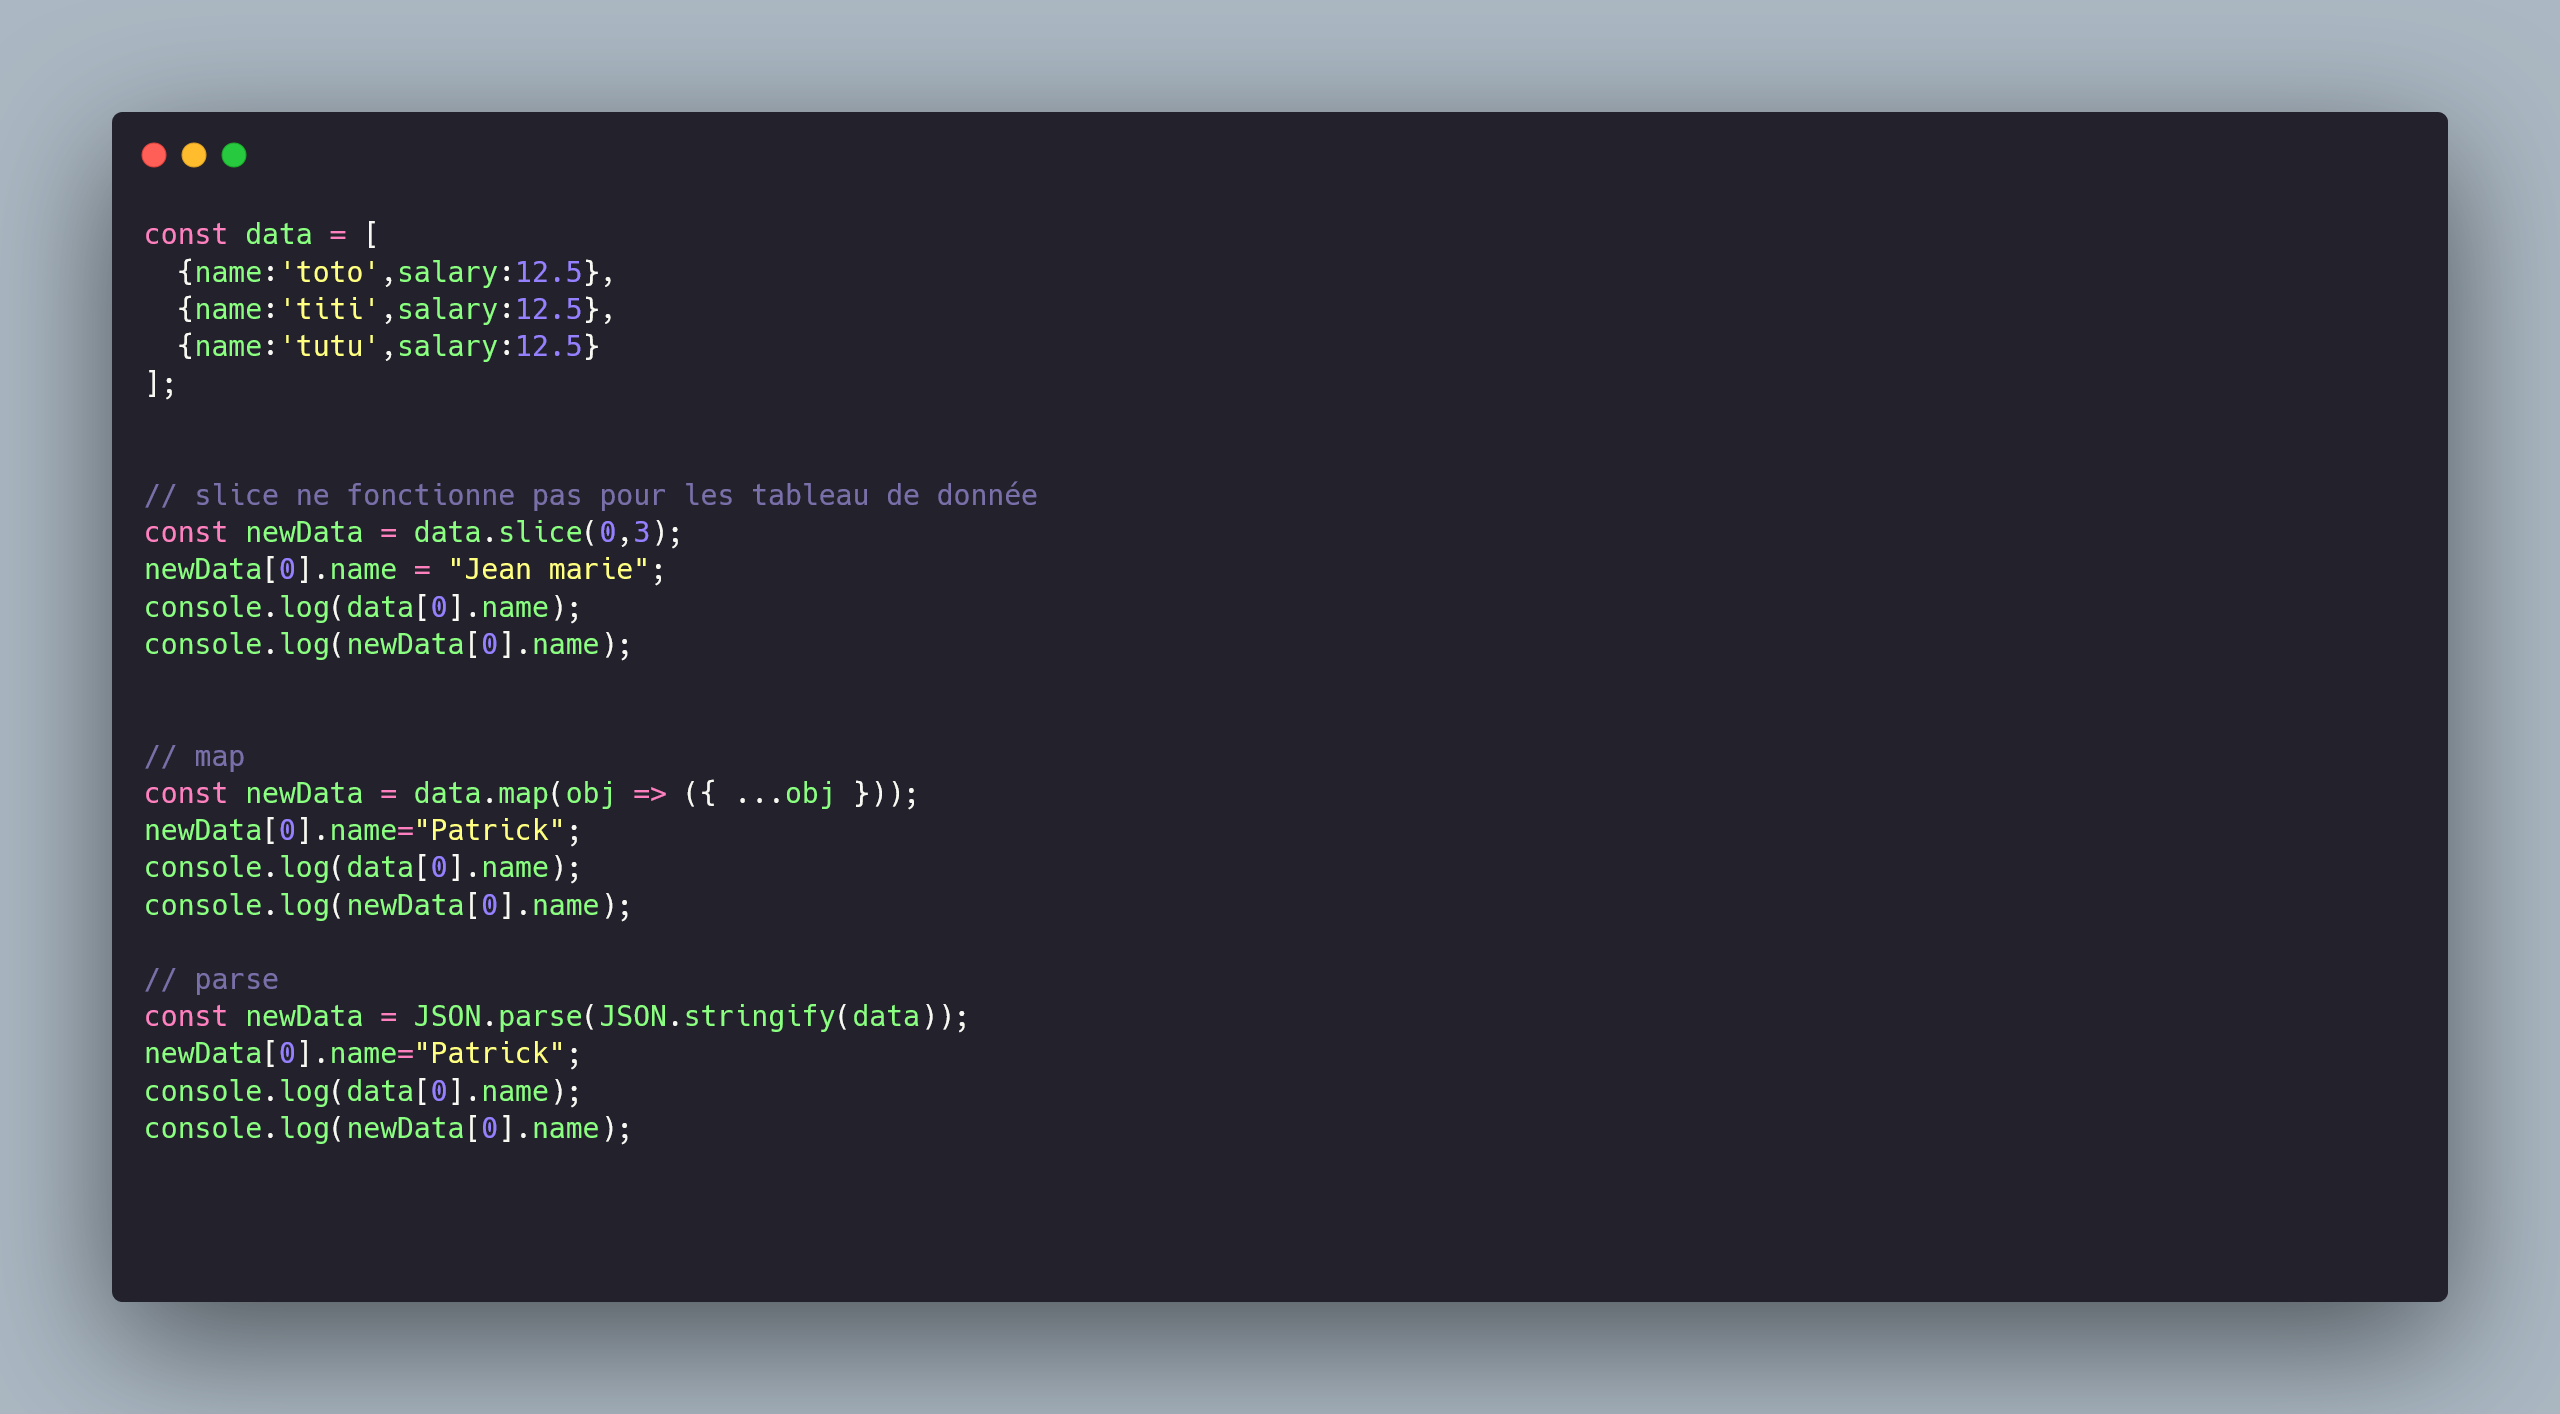 const data = [
  {name:'toto',salary:12.5},
  {name:'titi',salary:12.5},
  {name:'tutu',salary:12.5}
];
// slice ne fonctionne pas pour les tableau de donnée
const newData = data.slice(0,3);
newData[0].name = "Jean marie";
console.log(data[0].name);
console.log(newData[0].name);
// map
const newData = data.map(obj => ({ ...obj }));
newData[0].name="Patrick";
console.log(data[0].name);
console.log(newData[0].name);
// parse
const newData = JSON.parse(JSON.stringify(data));
newData[0].name="Patrick";
console.log(data[0].name);
console.log(newData[0].name);